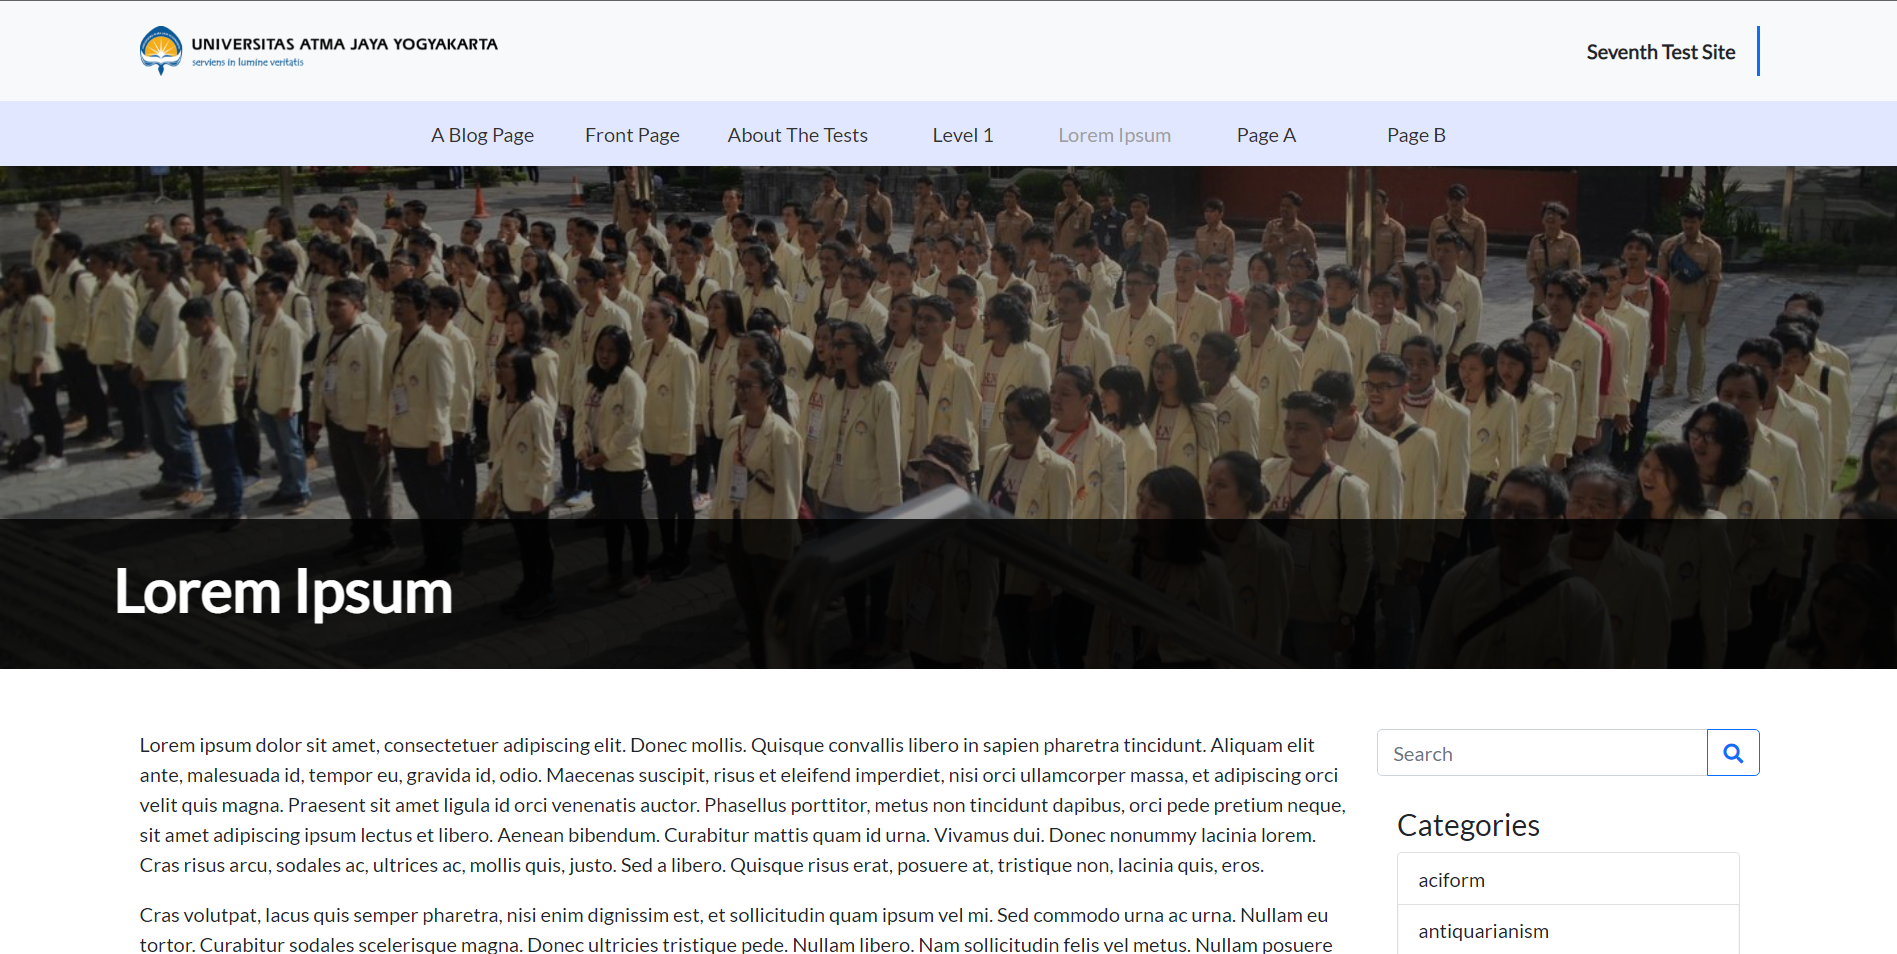 UNIVERSITAS ATMA JAYA YOGYAKARTA
serviens in lumine veritatis
Seventh Test Site
A Blog Page
Front Page
About The Tests
Level 1
Lorem Ipsum
Page A
Page B
Lorem Ipsum
Lorem ipsum dolor sit amet, consectetuer adipiscing elit. Donec mollis. Quisque convallis libero in sapien pharetra tincidunt. Aliquam elit
ante, malesuada id, tempor eu, gravida id, odio. Maecenas suscipit, risus et eleifend imperdiet, nisi orci ullamcorper massa, et adipiscing orci
velit quis magna. Praesent sit amet ligula id orci venenatis auctor. Phasellus porttitor, metus non tincidunt dapibus, orci pede pretium neque,
sit amet adipiscing ipsum lectus et libero. Aenean bibendum. Curabitur mattis quam id urna. Vivamus dui. Donec nonummy lacinia lorem.
Cras risus arcu, sodales ac, ultrices ac, mollis quis, justo. Sed a libero. Quisque risus erat, posuere at, tristique non, lacinia quis, eros.
Cras volutpat, lacus quis semper pharetra, nisi enim dignissim est, et sollicitudin quam ipsum vel mi. Sed commodo urna ac urna. Nullam eu
tortor. Curabitur sodales scelerisque magna. Donec ultricies tristique pede. Nullam libero. Nam sollicitudin felis vel metus. Nullam posuere
Search
Categories
aciform
antiquarianism